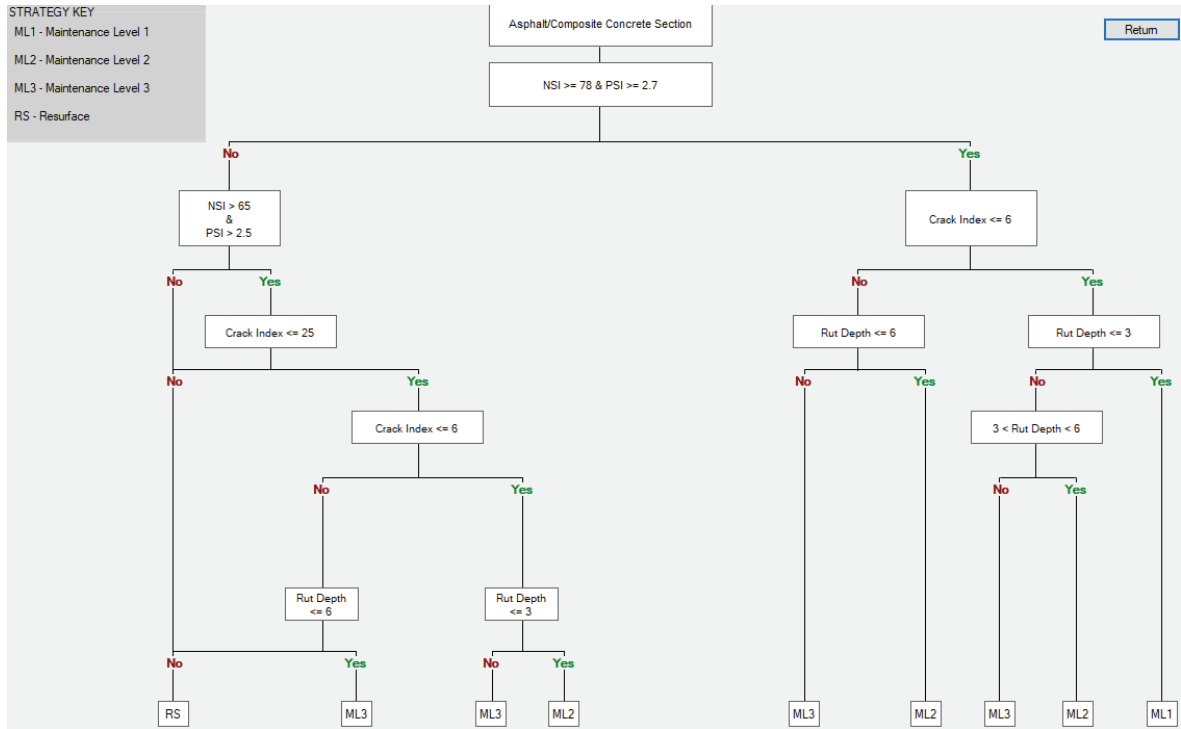 STRATEGY KEY
ML1 - Maintenance Level 1
ML2 - Maintenance Level 2
ML3 - Maintenance Level 3
RS - Resurface
Asphalt/Composite Concrete Section
Return
NSI >= 78 & PSI >= 2.7
No
Yes
NSI > 65
&
PSI > 2.5
Crack Index <= 6
No
Yes
No
Yes
Crack Index <= 25
Rut Depth <= 6
Rut Depth <= 3
No
Yes
No
Yes
No
Yes
Crack Index <= 6
3 < Rut Depth < 6
No
Yes
No
Yes
Rut Depth
<= 6
Rut Depth
<= 3
No
Yes
No
Yes
RS
ML3
ML3
ML2
ML3
ML2
ML3
ML2
ML1